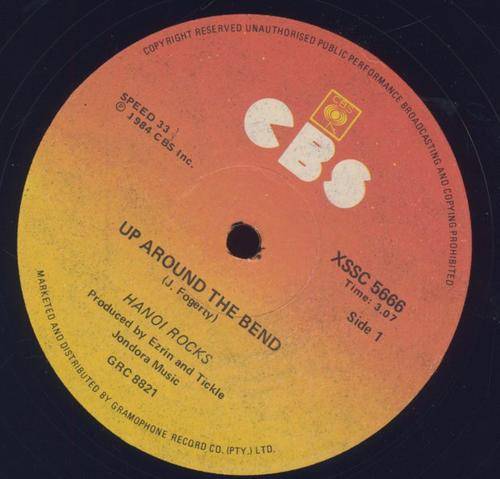 COPYRIGHT RESERVED UNAUTHORISED PUBLIC PERFORMANCE BROADCASTING AND COPYING PROHIBITED
CBS
CBS
SPEED 33⅓
℗ 1984 CBS Inc.
XSSC 5666
Time: 3.07
Side 1
UP AROUND THE BEND
(J. Fogerty)
HANOI ROCKS
Produced by Ezrin and Tickle
Jondora Music
GRC 8821
MARKETED AND DISTRIBUTED BY GRAMOPHONE RECORD CO. (PTY.) LTD.